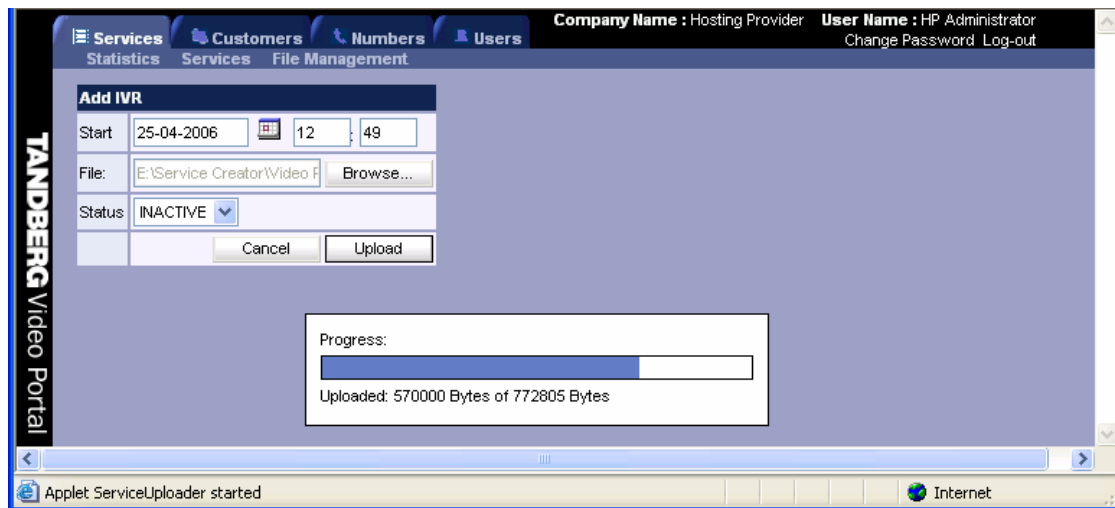 Company Name : Hosting Provider User Name : HP Administrator
Change Password Log-out
Services Customers Numbers Users
Statistics Services File Management
TANDBERG Video Portal
Add IVR
Start 25-04-2006 12 : 49
File: E:\Service Creator\Video F Browse...
Status INACTIVE
Cancel Upload
Progress:
Uploaded: 570000 Bytes of 772805 Bytes
Applet ServiceUploader started Internet